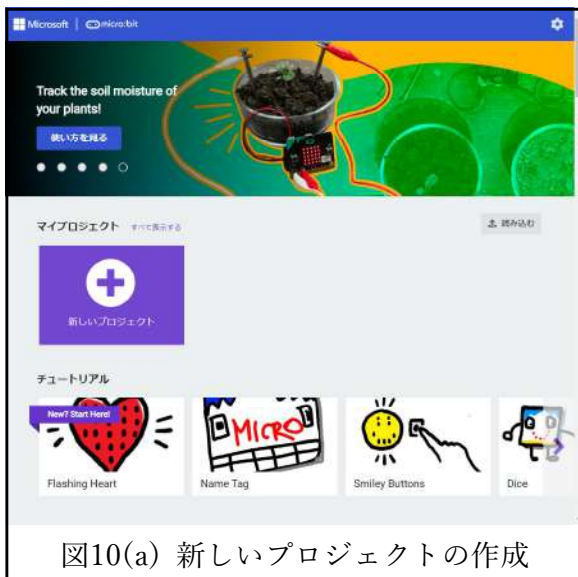 Microsoft | micro:bit
Track the soil moisture of
your plants!
使い方を見る
マイプロジェクト すべて表示する
読み込む
新しいプロジェクト
チュートリアル
New? Start Here!
MICRO
Flashing Heart
Name Tag
Smiley Buttons
Dice
図10(a) 新しいプロジェクトの作成